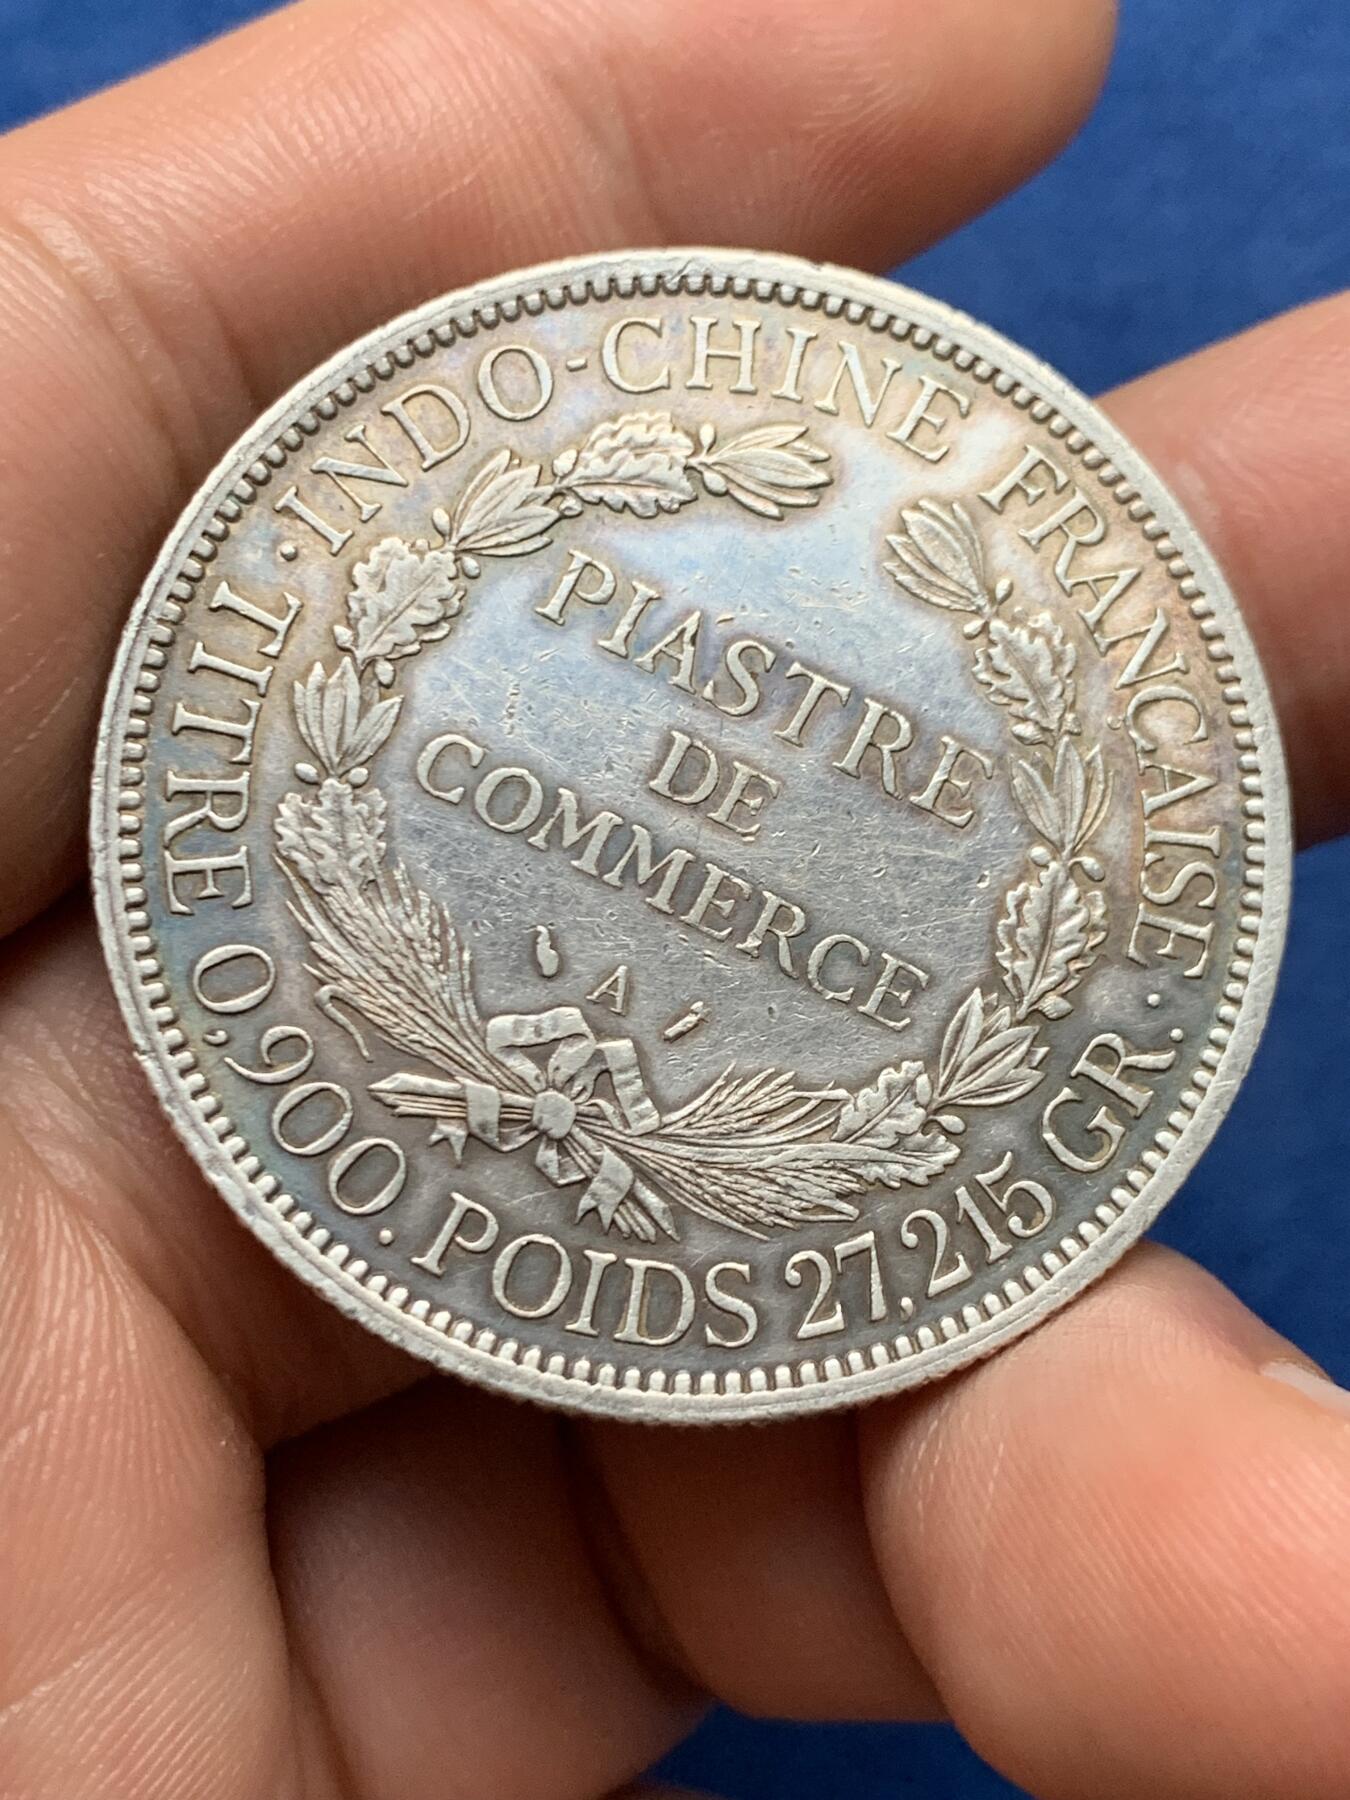 · INDO-CHINE FRANÇAISE ·
PIASTRE
DE
COMMERCE
A
TITRE 0,900. POIDS 27,215 GR.